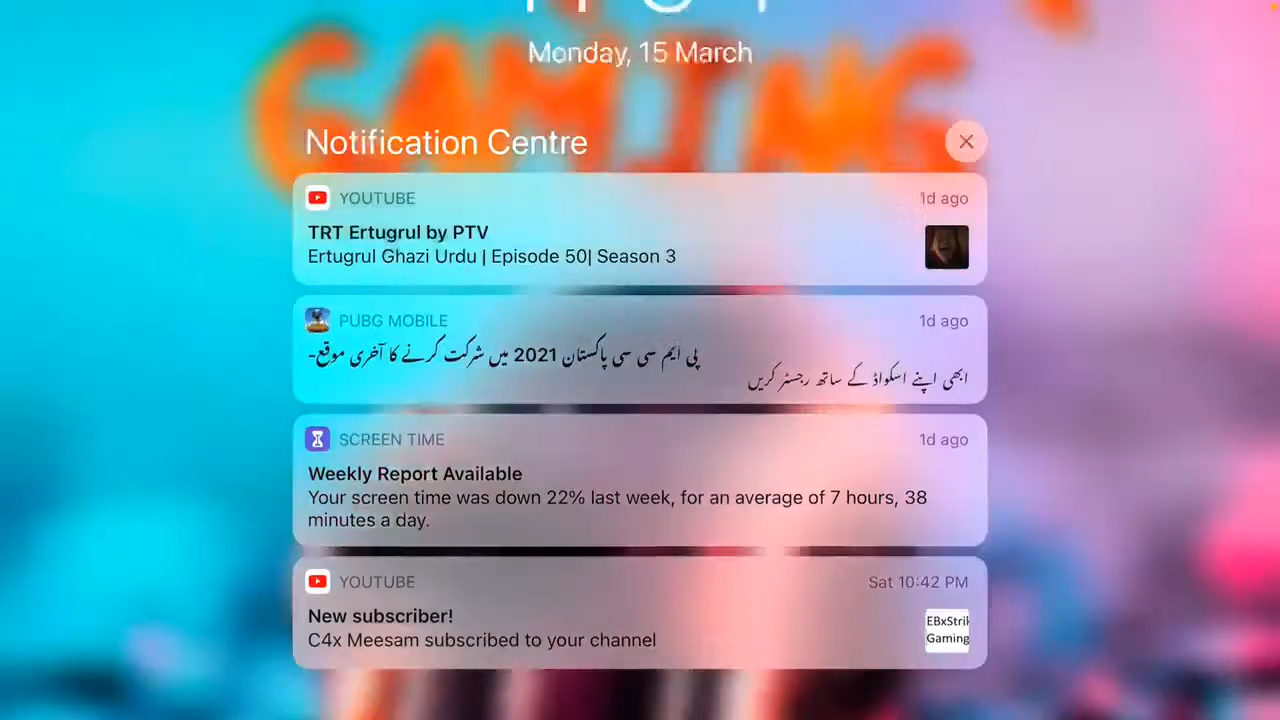 Monday, 15 March
GAMING
Notification Centre
YOUTUBE
1d ago
TRT Ertugrul by PTV
Ertugrul Ghazi Urdu | Episode 50| Season 3
PUBG MOBILE
1d ago
پی ایم سی سی پاکستان 2021 میں شرکت کرنے کا آخری موقع-
ابھی اپنے اسکواڈ کے ساتھ رجسٹر کریں
SCREEN TIME
1d ago
Weekly Report Available
Your screen time was down 22% last week, for an average of 7 hours, 38
minutes a day.
YOUTUBE
Sat 10:42 PM
New subscriber!
C4x Meesam subscribed to your channel
EBxStri
Gaming